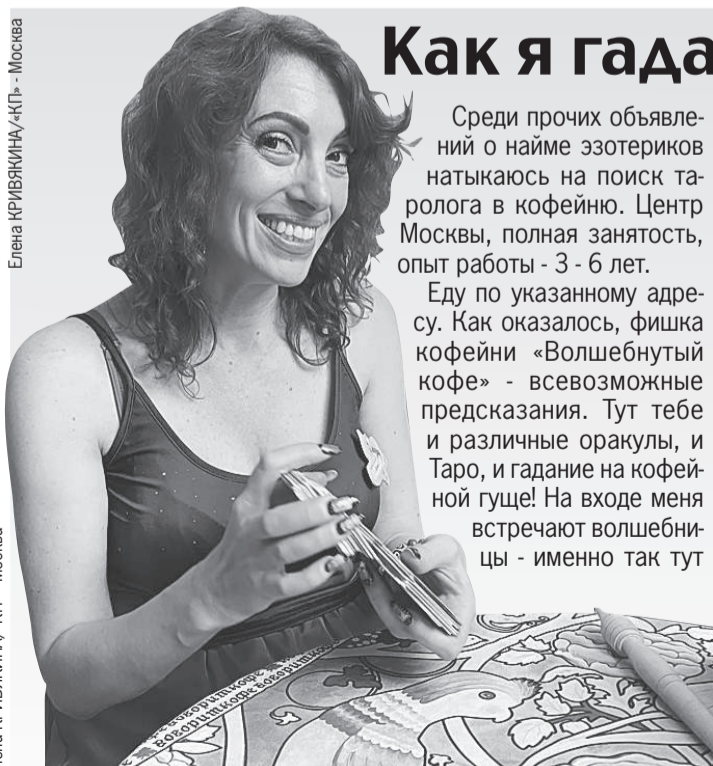 Елена КРИВЯКИНА/«КП» - Москва
Как я гада
Среди прочих объявле-
ний о найме эзотериков
натыкаюсь на поиск та-
ролога в кофейню. Центр
Москвы, полная занятость,
опыт работы - 3 - 6 лет.
Еду по указанному адре-
су. Как оказалось, фишка
кофейни «Волшебнутый
кофе» - всевозможные
предсказания. Тут тебе
и различные оракулы, и
Таро, и гадание на кофей-
ной гуще! На входе меня
встречают волшебни-
цы - именно так тут